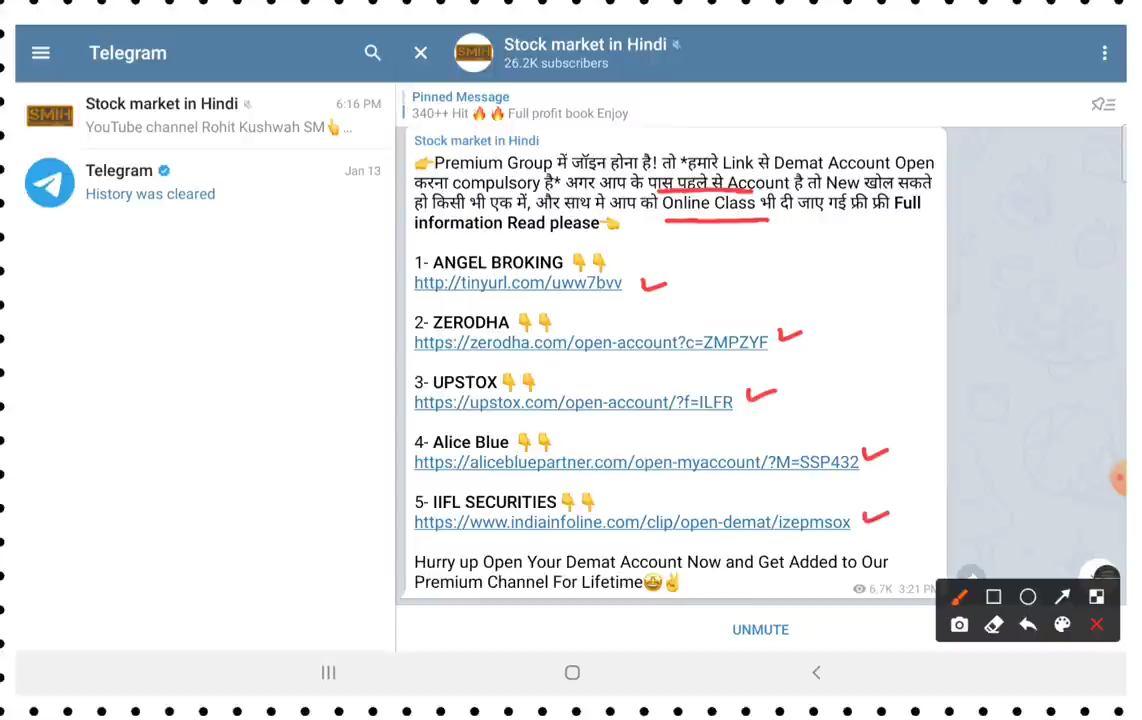 Telegram
Stock market in Hindi
26.2K subscribers
SMIH
Stock market in Hindi
6:16 PM
YouTube channel Rohit Kushwah SM👆...
Telegram
Jan 13
History was cleared
Pinned Message
340++ Hit 🔥🔥 Full profit book Enjoy
Stock market in Hindi
👉Premium Group में जॉइन होना है! तो *हमारे Link से Demat Account Open
करना compulsory है* अगर आप के पास पहले से Account है तो New खोल सकते
हो किसी भी एक में, और साथ मे आप को Online Class भी दी जाए गई फ्री फ्री Full
information Read please👈
1- ANGEL BROKING 👇👇
http://tinyurl.com/uww7bvv
2- ZERODHA 👇👇
https://zerodha.com/open-account?c=ZMPZYF
3- UPSTOX👇👇
https://upstox.com/open-account/?f=ILFR
4- Alice Blue 👇👇
https://alicebluepartner.com/open-myaccount/?M=SSP432
5- IIFL SECURITIES👇👇
https://www.indiainfoline.com/clip/open-demat/izepmsox
Hurry up Open Your Demat Account Now and Get Added to Our
Premium Channel For Lifetime🤩✌
6.7K 3:21 PM
UNMUTE